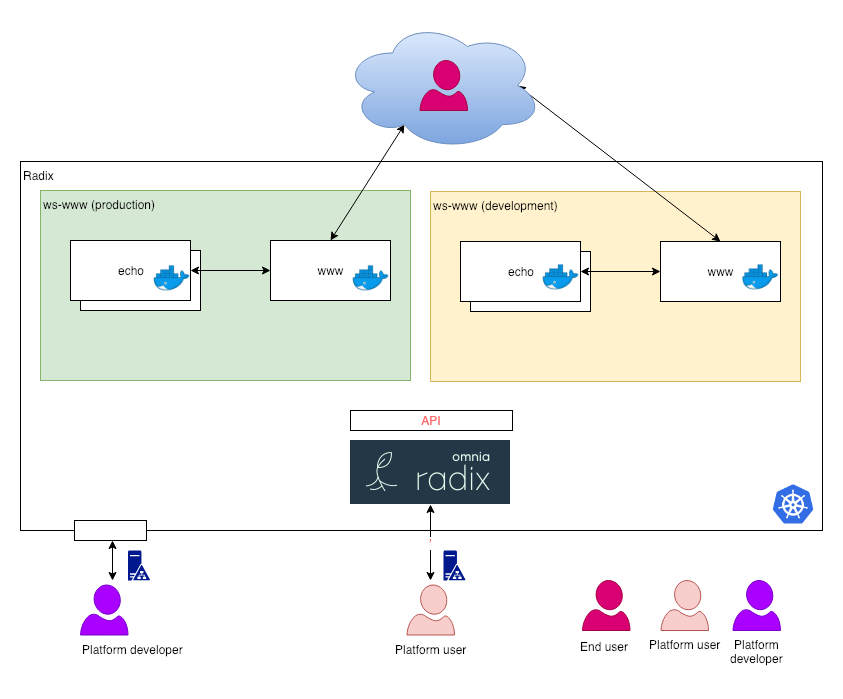 Radix
ws-www (production)
ws-www (development)
echo
www
echo
www
API
omnia
radix
Platform developer
Platform user
End user
Platform user
Platform
developer